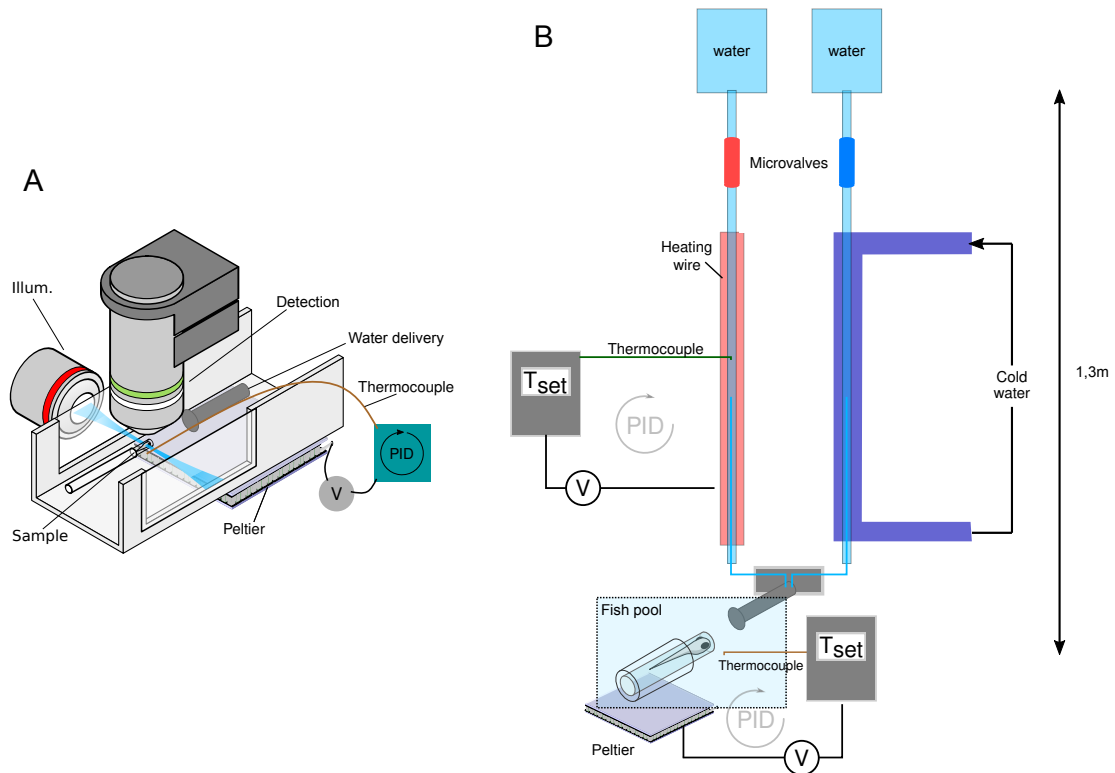 A
Illum.
Detection
Water delivery
Thermocouple
PID
V
Peltier
Sample
B
water
water
Microvalves
Heating
wire
Thermocouple
Tset
PID
V
Cold
water
1,3m
Fish pool
Thermocouple
Tset
PID
Peltier
V